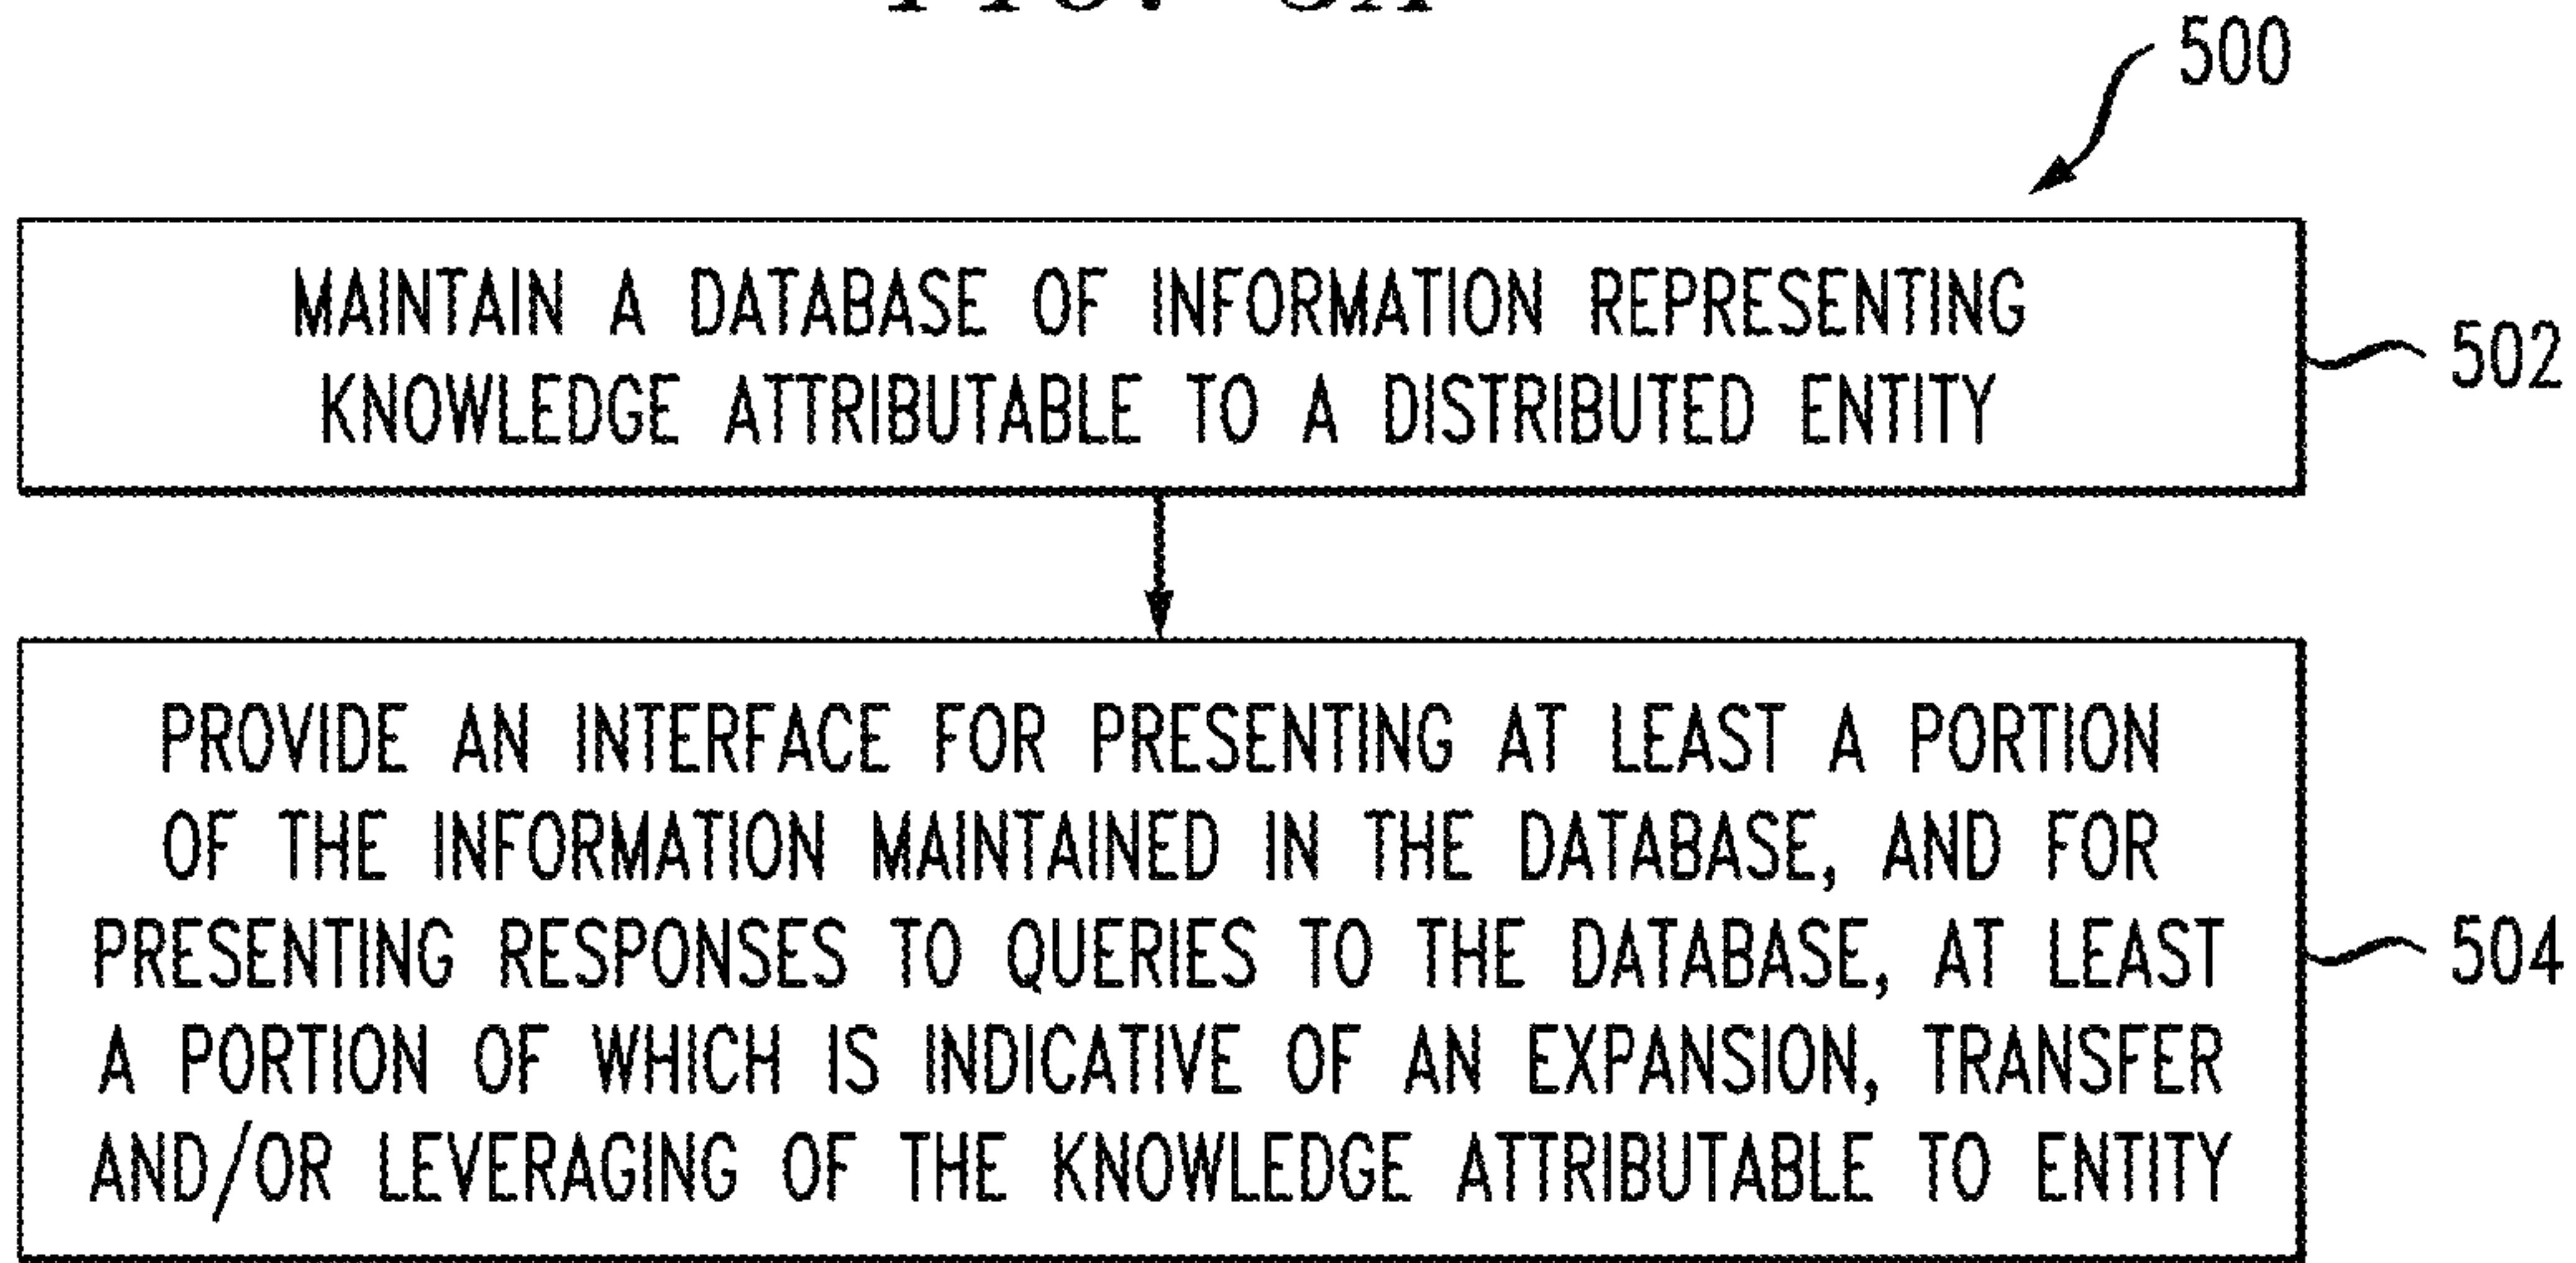 500
MAINTAIN A DATABASE OF INFORMATION REPRESENTING
KNOWLEDGE ATTRIBUTABLE TO A DISTRIBUTED ENTITY
502
PROVIDE AN INTERFACE FOR PRESENTING AT LEAST A PORTION
OF THE INFORMATION MAINTAINED IN THE DATABASE, AND FOR
PRESENTING RESPONSES TO QUERIES TO THE DATABASE, AT LEAST
A PORTION OF WHICH IS INDICATIVE OF AN EXPANSION, TRANSFER
AND/OR LEVERAGING OF THE KNOWLEDGE ATTRIBUTABLE TO ENTITY
504